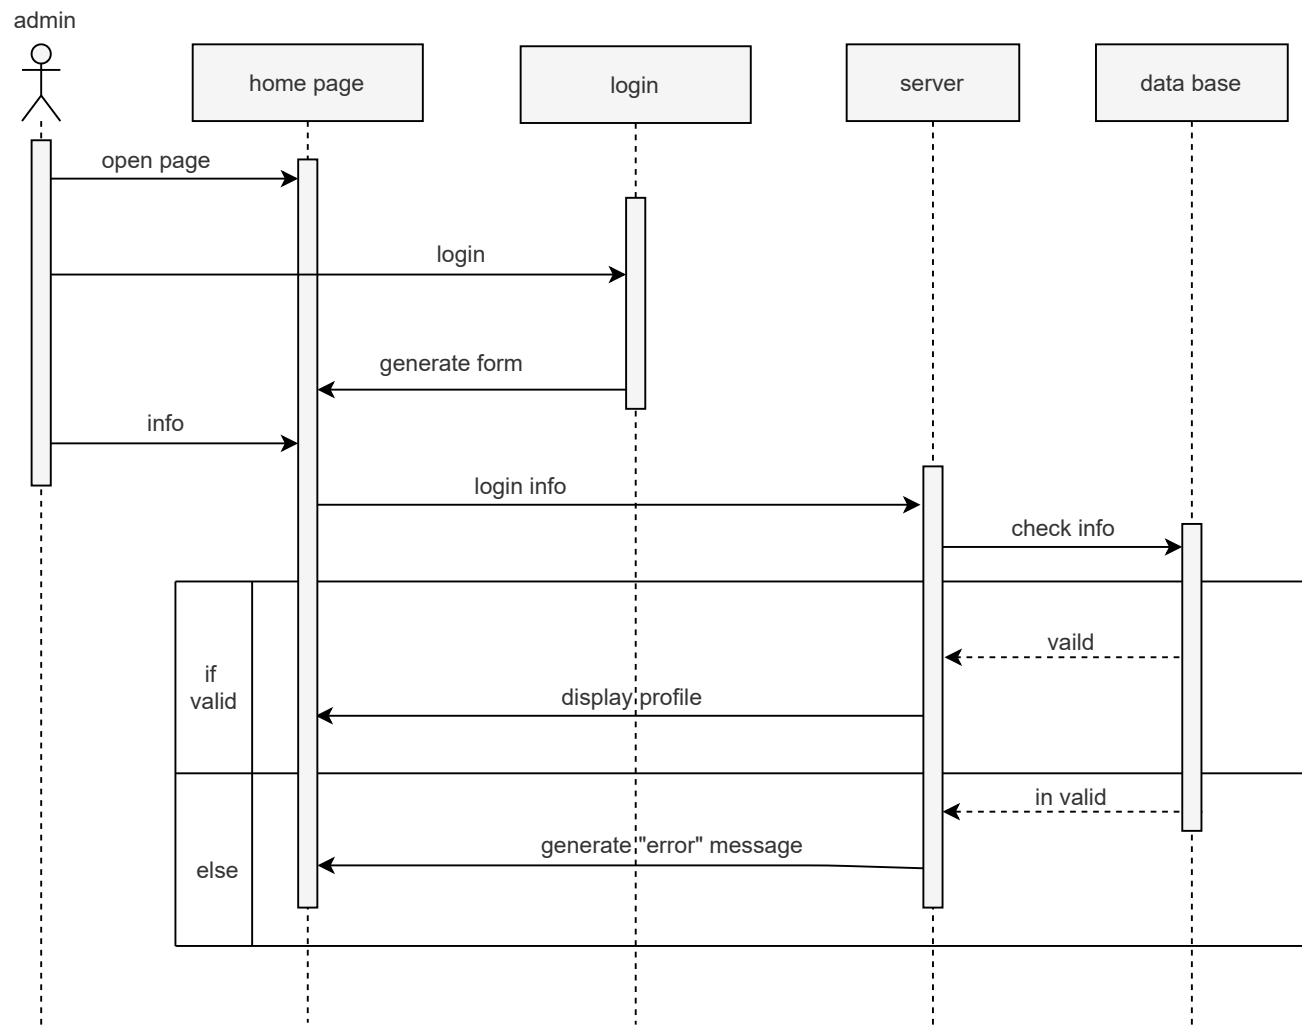 admin
home page
login
server
data base
open page
login
generate form
info
login info
check info
vaild
if
valid
display profile
in valid
generate "error" message
else